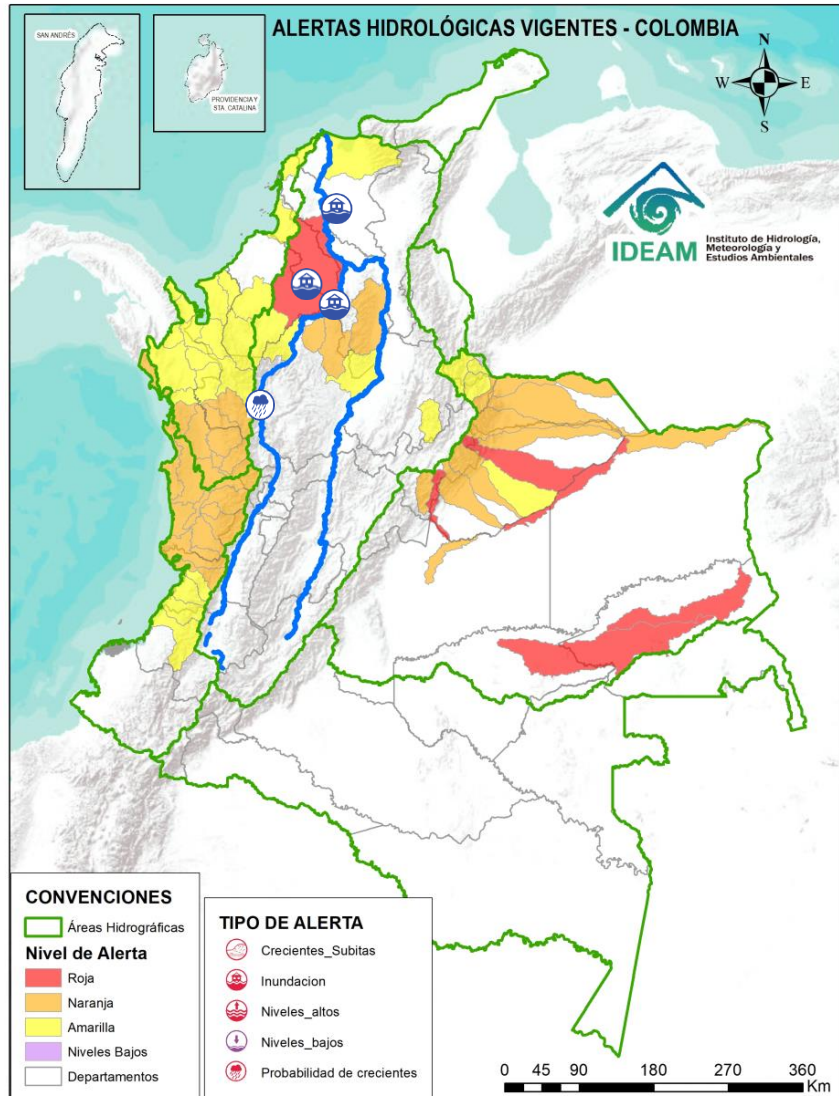 ALERTAS HIDROLÓGICAS VIGENTES - COLOMBIA
SAN ANDRÉS
PROVIDENCIA Y
STA. CATALINA
N
W
E
S
IDEAM
Instituto de Hidrología,
Meteorología y
Estudios Ambientales
CONVENCIONES
Áreas Hidrográficas
Nivel de Alerta
Roja
Naranja
Amarilla
Niveles Bajos
Departamentos
TIPO DE ALERTA
Crecientes_Subitas
Inundacion
Niveles_altos
Niveles_bajos
Probabilidad de crecientes
0 45 90 180 270 360
Km